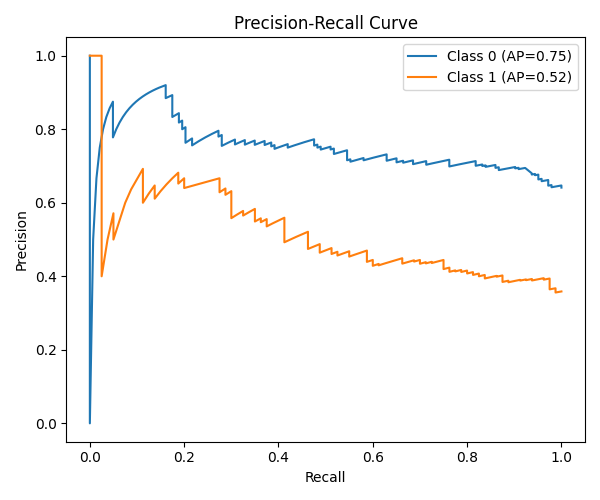 Precision-Recall Curve
Class 0 (AP=0.75)
Class 1 (AP=0.52)
Precision
1.0
0.8
0.6
0.4
0.2
0.0
0.0 0.2 0.4 0.6 0.8 1.0
Recall